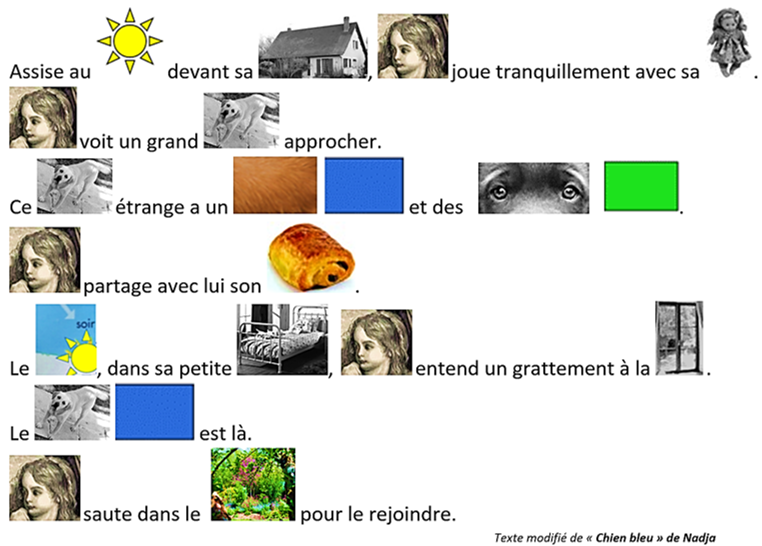 Assise au devant sa , joue tranquillement avec sa .
voit un grand approcher.
Ce étrange a un et des .
partage avec lui son .
soir
Le , dans sa petite , entend un grattement à la .
Le est là.
saute dans le pour le rejoindre.
Texte modifié de « Chien bleu » de Nadja